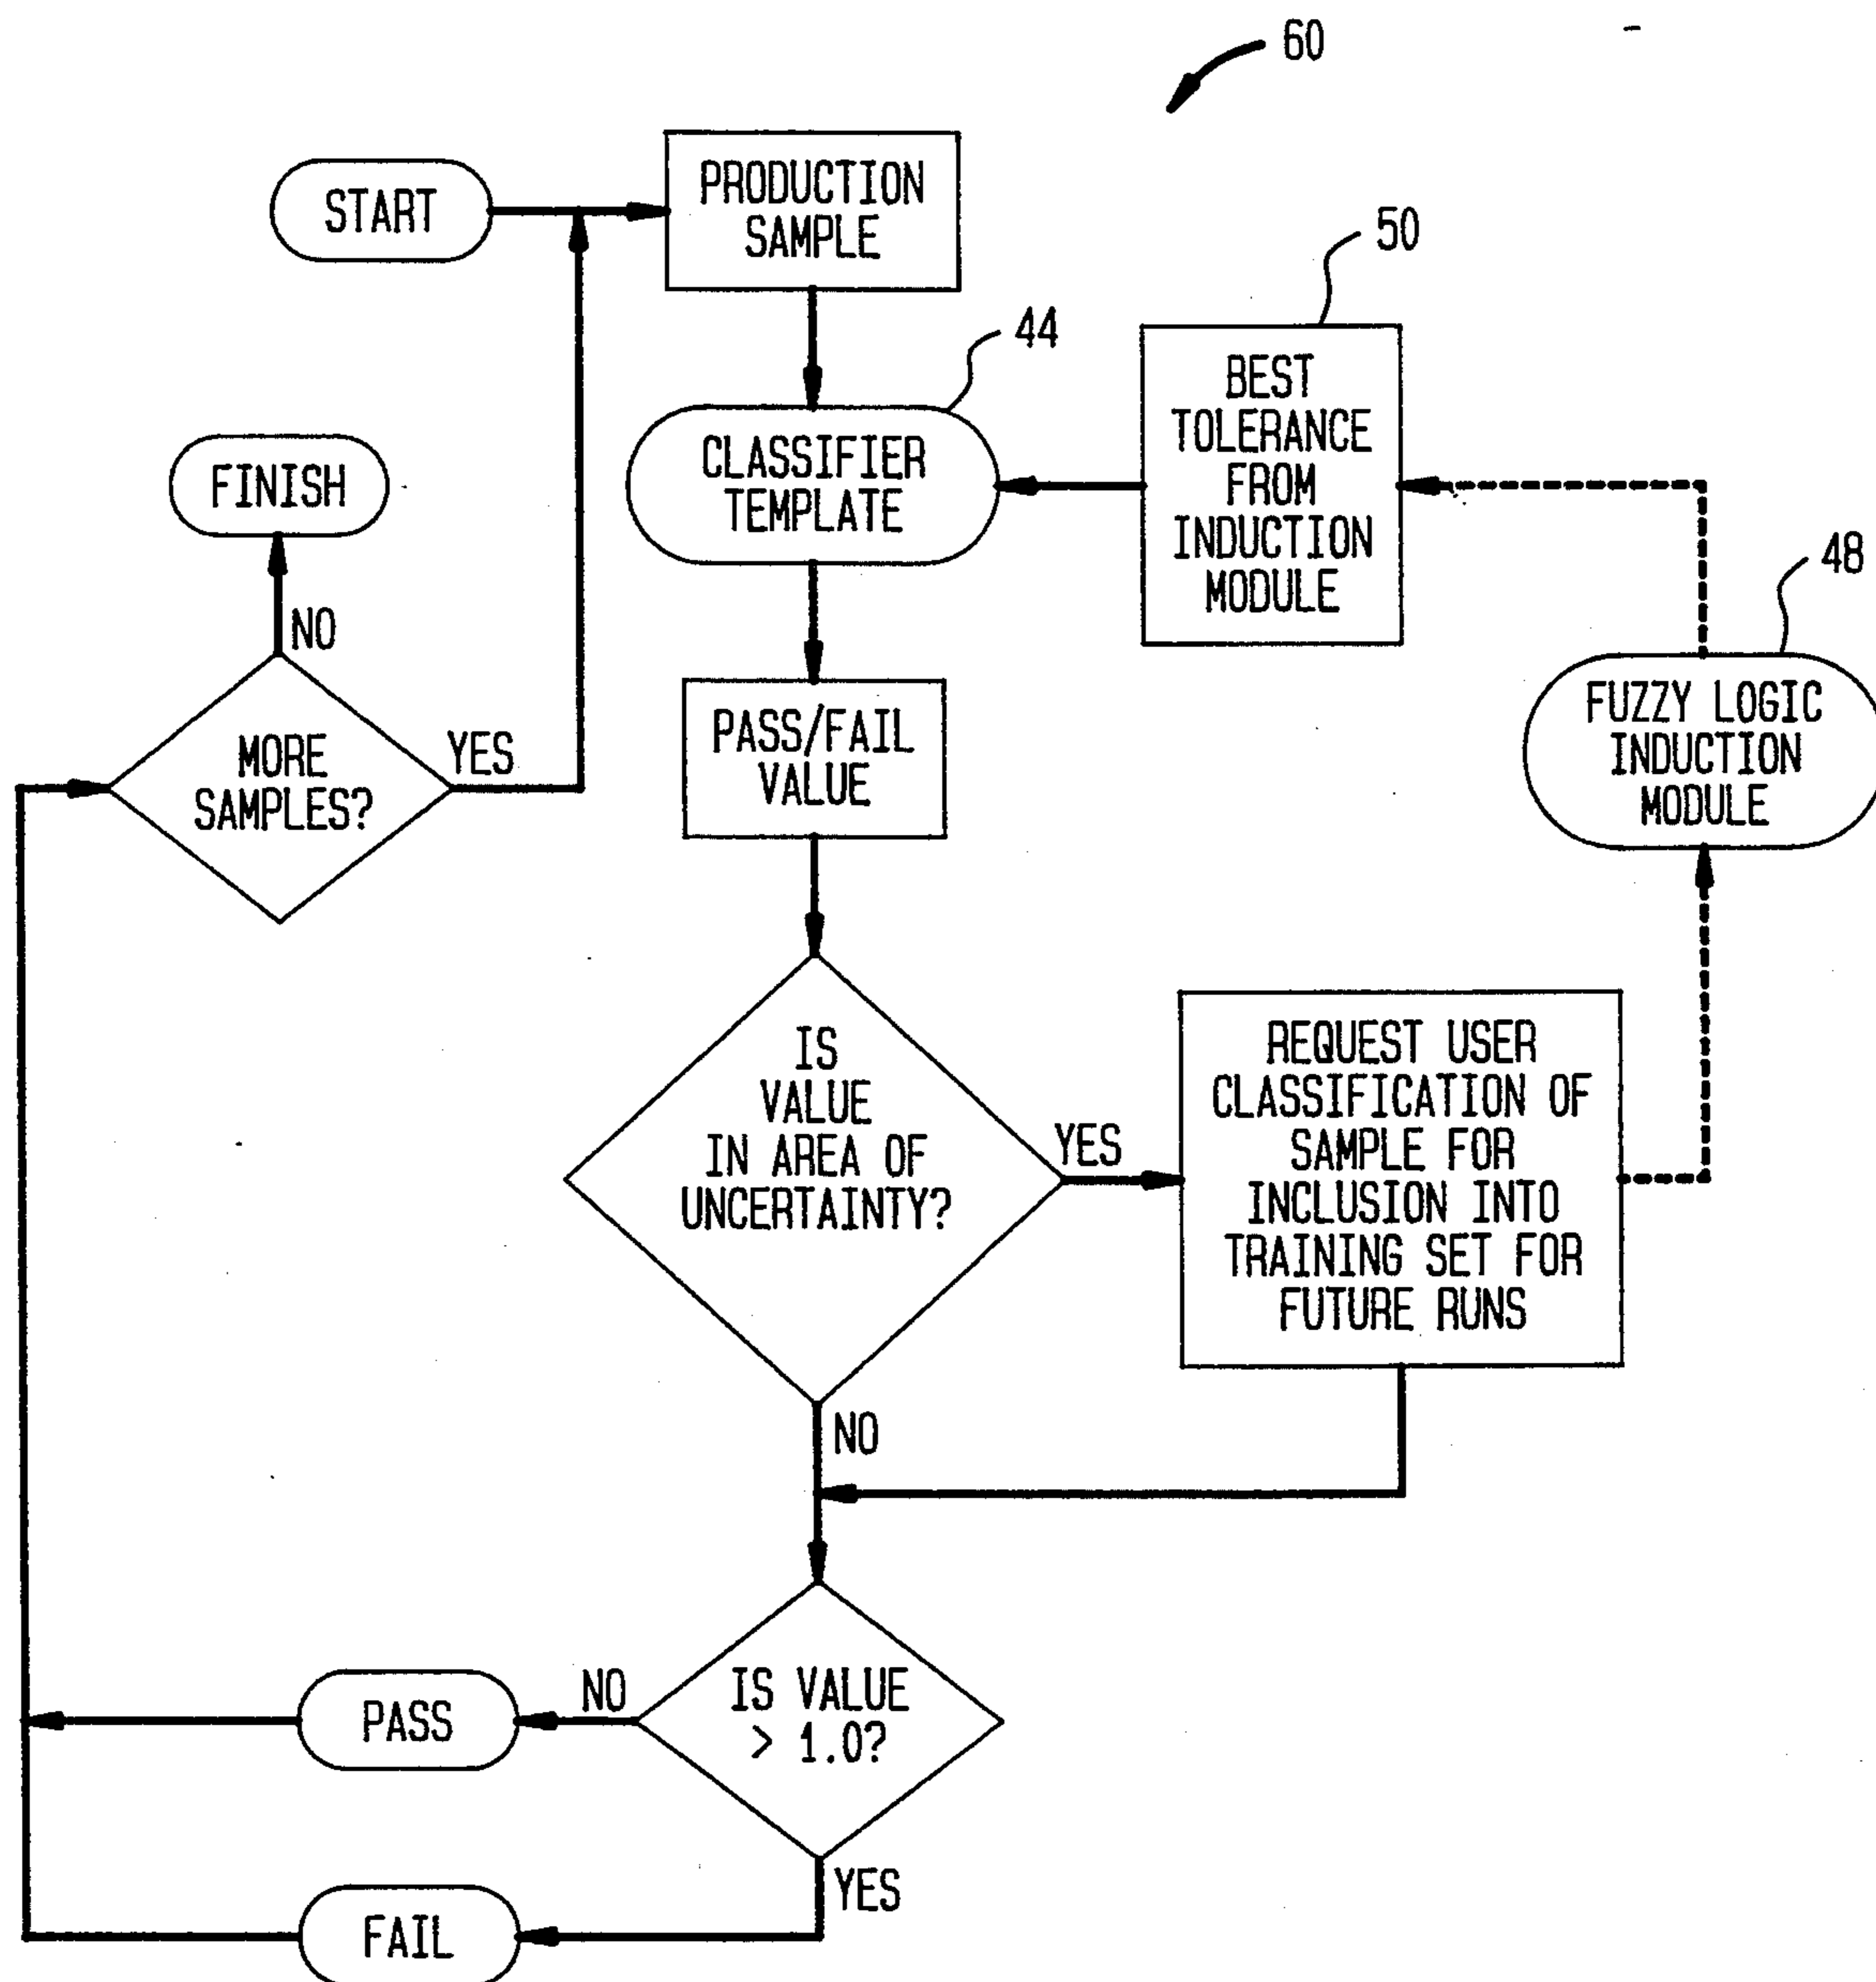 60
START
PRODUCTION
SAMPLE
50
44
BEST
TOLERANCE
FROM
INDUCTION
MODULE
CLASSIFIER
TEMPLATE
FINISH
48
NO
FUZZY LOGIC
INDUCTION
MODULE
PASS/FAIL
VALUE
MORE
SAMPLES?
YES
IS
VALUE
IN AREA OF
UNCERTAINTY?
YES
REQUEST USER
CLASSIFICATION OF
SAMPLE FOR
INCLUSION INTO
TRAINING SET FOR
FUTURE RUNS
NO
IS VALUE
> 1.0?
NO
PASS
YES
FAIL